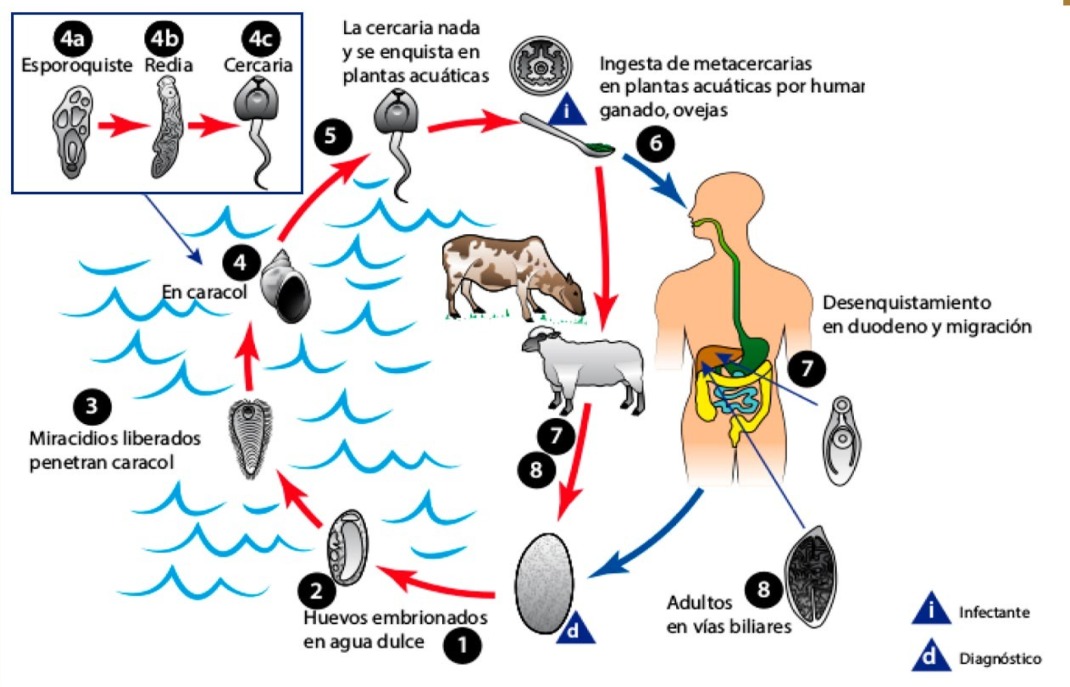 4a
4b
4c
Esporoquiste
Redia
Cercaria
La cercaria nada
y se enquista en
plantas acuáticas
5
i
Ingesta de metacercarias
en plantas acuáticas por humar
ganado, ovejas
6
4
En caracol
3
Miracidios liberados
penetran caracol
Desenquistamiento
en duodeno y migración
7
7
8
2
Huevos embrionados
en agua dulce
1
d
8
Adultos
en vías biliares
i
Infectante
d
Diagnóstico